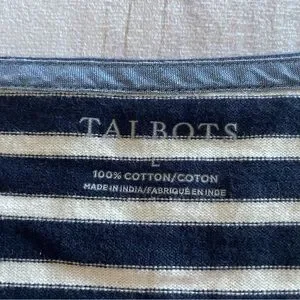 TALBOTS
L
100% COTTON/COTON
MADE IN INDIA/FABRIQUÉ EN INDE